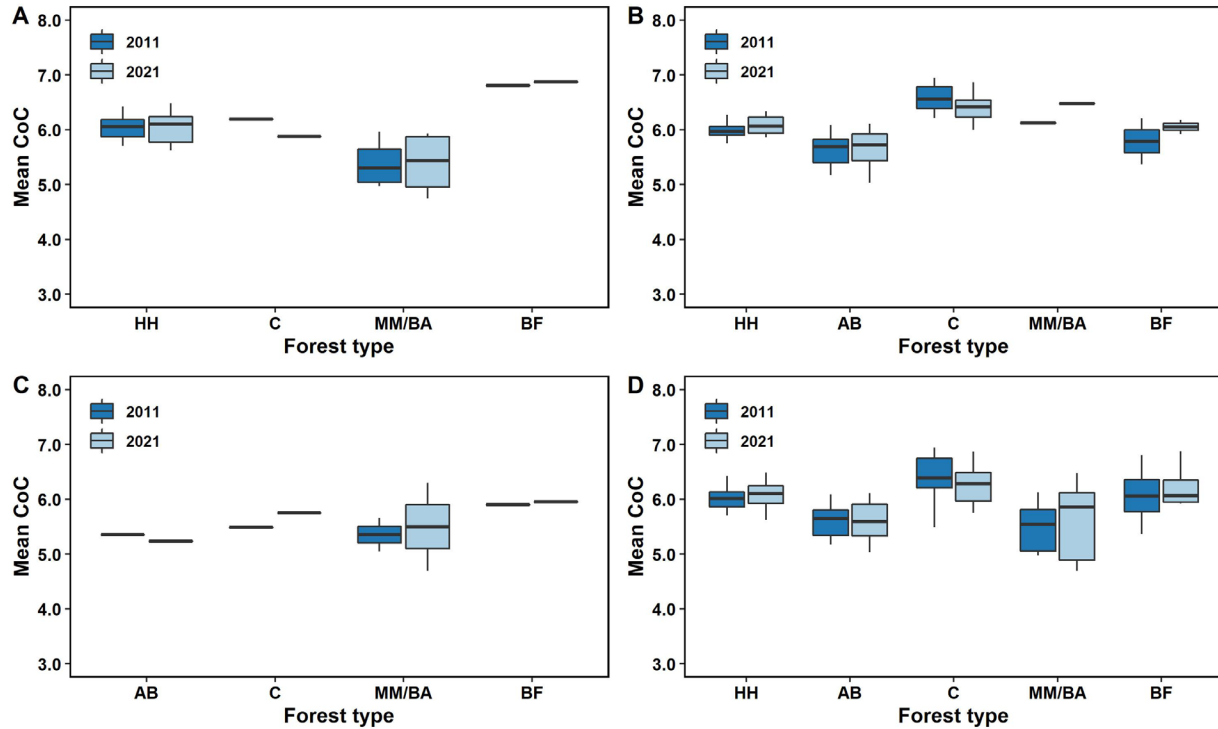 A
8.0
7.0
6.0
5.0
4.0
3.0
Mean CoC
2011
2021
HH C MM/BA BF
Forest type
B
8.0
7.0
6.0
5.0
4.0
3.0
Mean CoC
2011
2021
HH AB C MM/BA BF
Forest type
C
8.0
7.0
6.0
5.0
4.0
3.0
Mean CoC
2011
2021
AB C MM/BA BF
Forest type
D
8.0
7.0
6.0
5.0
4.0
3.0
Mean CoC
2011
2021
HH AB C MM/BA BF
Forest type